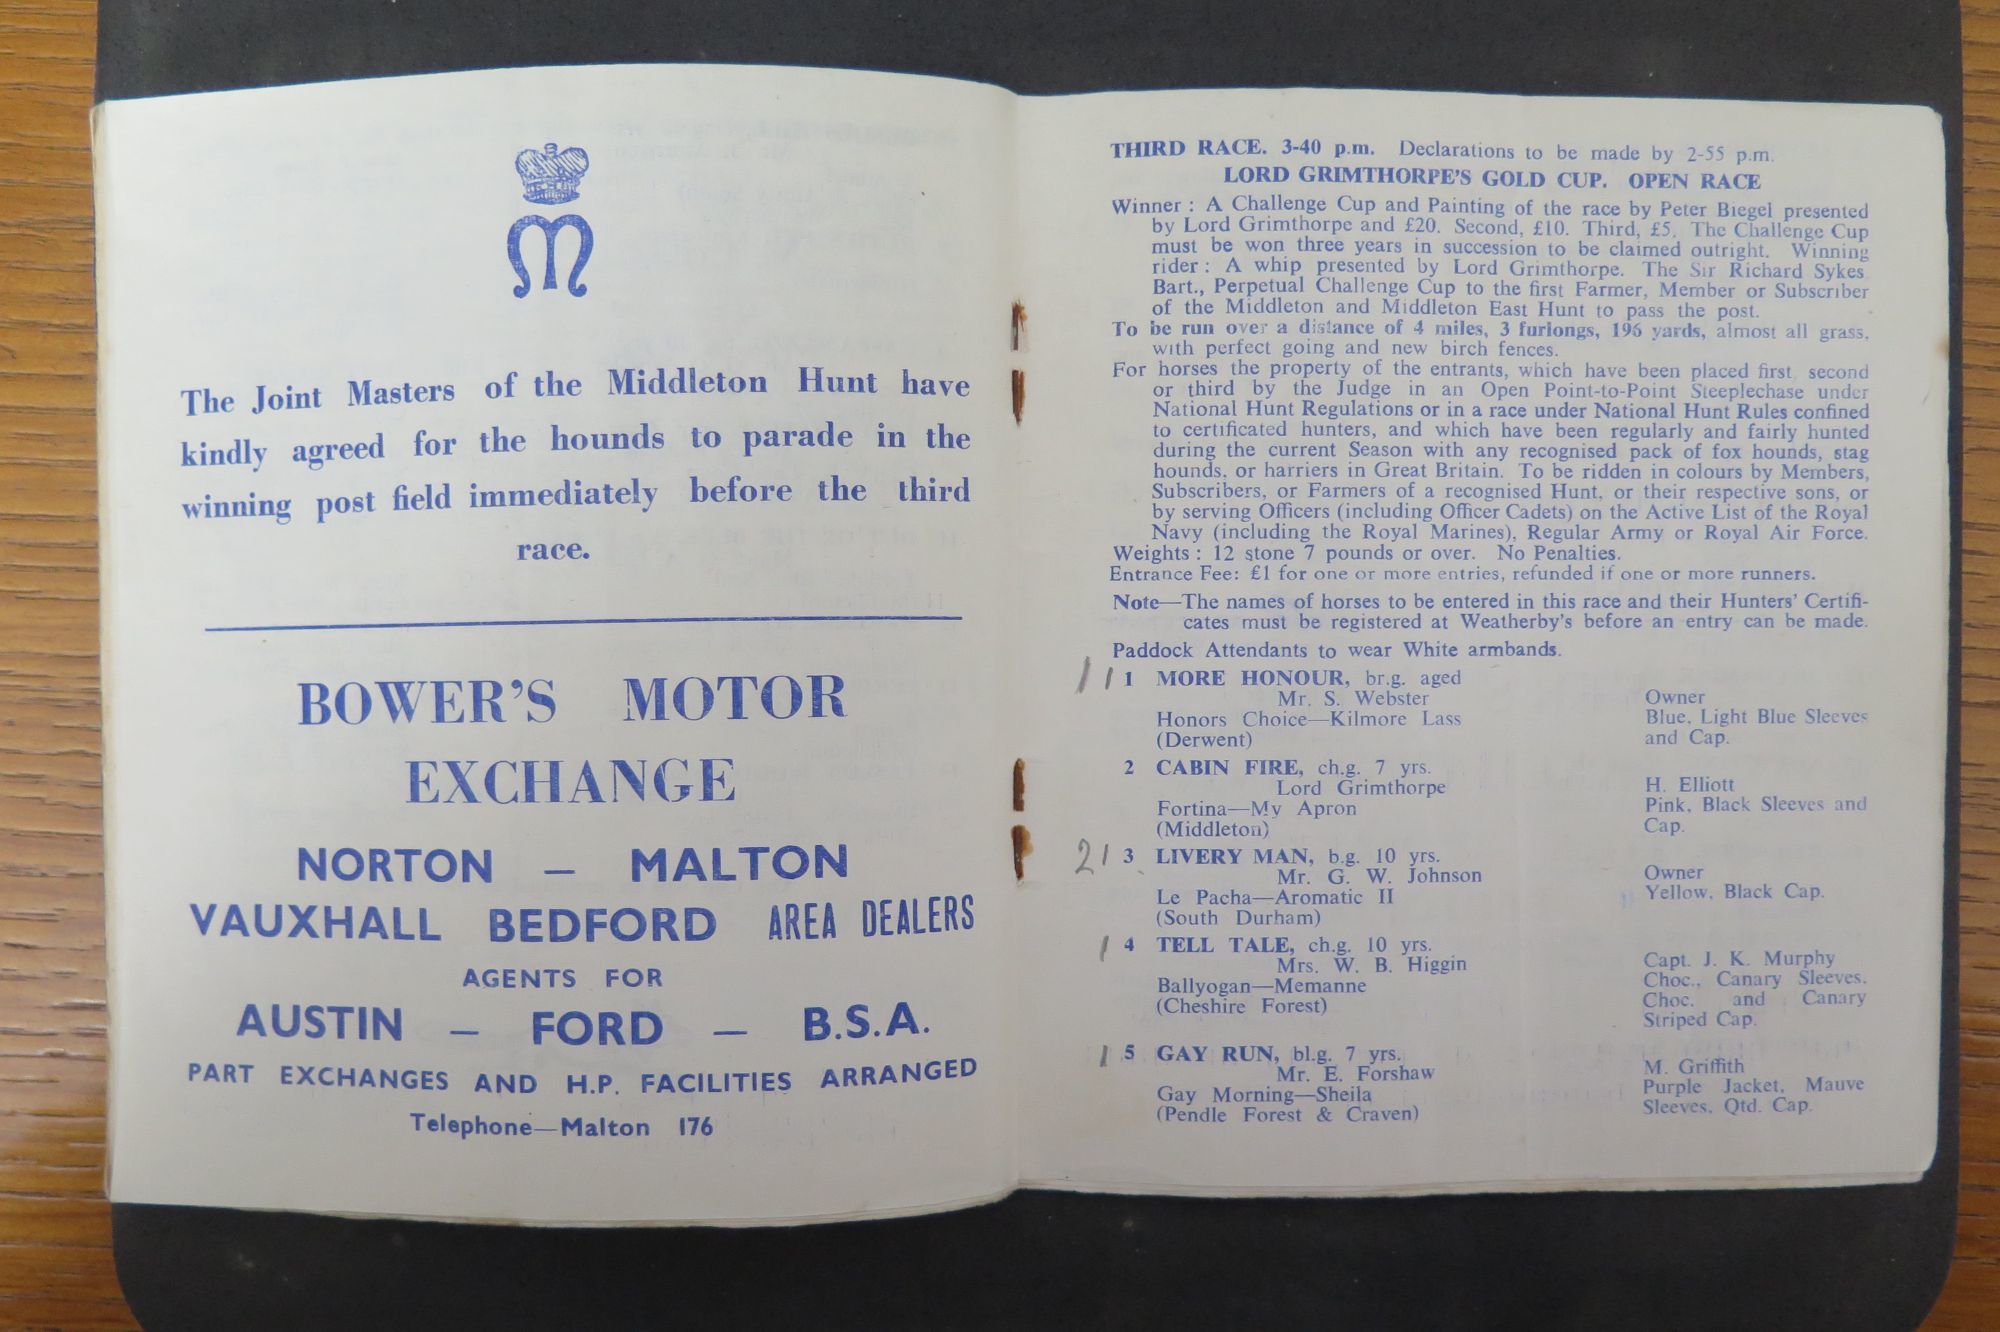 M
The Joint Masters of the Middleton Hunt have
kindly agreed for the hounds to parade in the
winning post field immediately before the third
race.
BOWER'S MOTOR
EXCHANGE
NORTON — MALTON
VAUXHALL BEDFORD AREA DEALERS
AGENTS FOR
AUSTIN — FORD — B.S.A.
PART EXCHANGES AND H.P. FACILITIES ARRANGED
Telephone—Malton 176
THIRD RACE. 3-40 p.m. Declarations to be made by 2-55 p.m.
LORD GRIMTHORPE'S GOLD CUP. OPEN RACE
Winner : A Challenge Cup and Painting of the race by Peter Biegel presented
by Lord Grimthorpe and £20. Second, £10. Third, £5. The Challenge Cup
must be won three years in succession to be claimed outright. Winning
rider : A whip presented by Lord Grimthorpe. The Sir Richard Sykes
Bart., Perpetual Challenge Cup to the first Farmer, Member or Subscriber
of the Middleton and Middleton East Hunt to pass the post.
To be run over a distance of 4 miles, 3 furlongs, 196 yards, almost all grass,
with perfect going and new birch fences.
For horses the property of the entrants, which have been placed first, second
or third by the Judge in an Open Point-to-Point Steeplechase under
National Hunt Regulations or in a race under National Hunt Rules confined
to certificated hunters, and which have been regularly and fairly hunted
during the current Season with any recognised pack of fox hounds, stag
hounds, or harriers in Great Britain. To be ridden in colours by Members,
Subscribers, or Farmers of a recognised Hunt, or their respective sons, or
by serving Officers (including Officer Cadets) on the Active List of the Royal
Navy (including the Royal Marines), Regular Army or Royal Air Force.
Weights : 12 stone 7 pounds or over. No Penalties.
Entrance Fee: £1 for one or more entries, refunded if one or more runners.
Note—The names of horses to be entered in this race and their Hunters' Certifi-
cates must be registered at Weatherby's before an entry can be made.
Paddock Attendants to wear White armbands.
1 / 1 MORE HONOUR, br.g. aged
Mr. S. Webster Owner
Honors Choice—Kilmore Lass Blue, Light Blue Sleeves
(Derwent) and Cap.
2 CABIN FIRE, ch.g. 7 yrs.
Lord Grimthorpe H. Elliott
Fortina—My Apron Pink, Black Sleeves and
(Middleton) Cap.
2 / 3 LIVERY MAN, b.g. 10 yrs.
Mr. G. W. Johnson Owner
Le Pacha—Aromatic II Yellow, Black Cap.
(South Durham)
/ 4 TELL TALE, ch.g. 10 yrs.
Mrs. W. B. Higgin Capt. J. K. Murphy
Ballyogan—Memanne Choc., Canary Sleeves.
(Cheshire Forest) Choc. and Canary
Striped Cap.
/ 5 GAY RUN, bl.g. 7 yrs.
Mr. E. Forshaw M. Griffith
Gay Morning—Sheila Purple Jacket, Mauve
(Pendle Forest & Craven) Sleeves, Qtd. Cap.